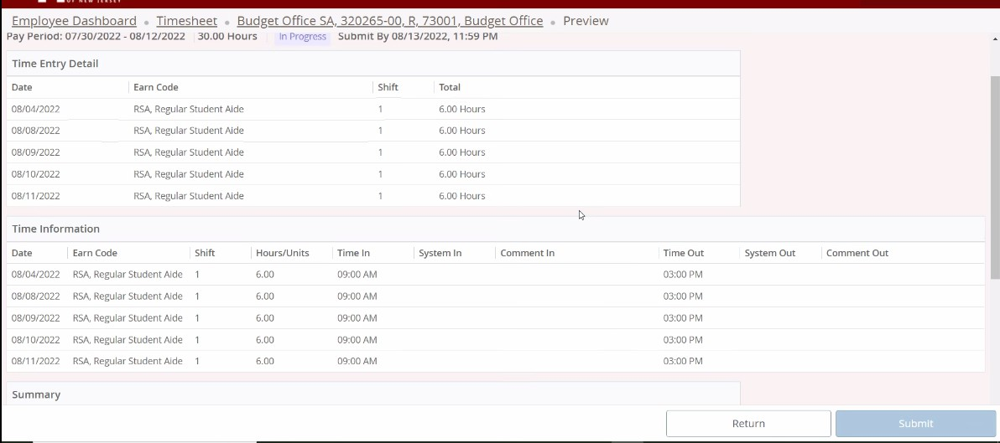 OF NEW JERSEY
Employee Dashboard • Timesheet • Budget Office SA, 320265-00, R, 73001, Budget Office • Preview
Pay Period: 07/30/2022 - 08/12/2022 30.00 Hours In Progress Submit By 08/13/2022, 11:59 PM
Time Entry Detail
Date Earn Code Shift Total
08/04/2022 RSA, Regular Student Aide 1 6.00 Hours
08/08/2022 RSA, Regular Student Aide 1 6.00 Hours
08/09/2022 RSA, Regular Student Aide 1 6.00 Hours
08/10/2022 RSA, Regular Student Aide 1 6.00 Hours
08/11/2022 RSA, Regular Student Aide 1 6.00 Hours
Time Information
Date Earn Code Shift Hours/Units Time In System In Comment In Time Out System Out Comment Out
08/04/2022 RSA, Regular Student Aide 1 6.00 09:00 AM 03:00 PM
08/08/2022 RSA, Regular Student Aide 1 6.00 09:00 AM 03:00 PM
08/09/2022 RSA, Regular Student Aide 1 6.00 09:00 AM 03:00 PM
08/10/2022 RSA, Regular Student Aide 1 6.00 09:00 AM 03:00 PM
08/11/2022 RSA, Regular Student Aide 1 6.00 09:00 AM 03:00 PM
Summary
Return Submit